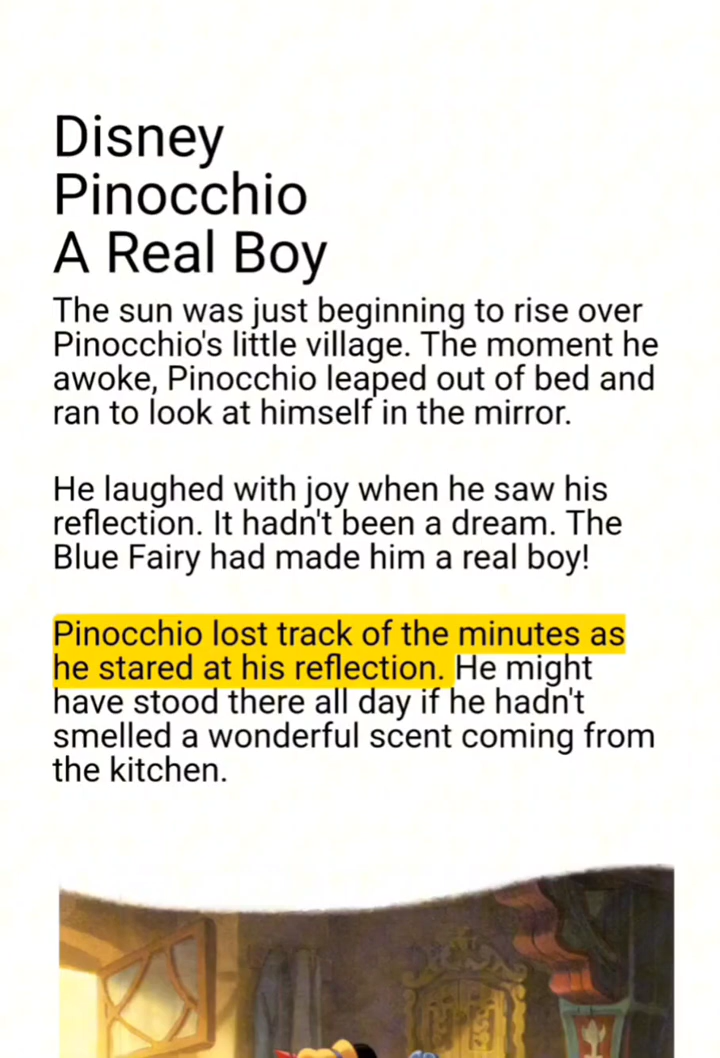 Disney
Pinocchio
A Real Boy
The sun was just beginning to rise over
Pinocchio's little village. The moment he
awoke, Pinocchio leaped out of bed and
ran to look at himself in the mirror.
He laughed with joy when he saw his
reflection. It hadn't been a dream. The
Blue Fairy had made him a real boy!
Pinocchio lost track of the minutes as
he stared at his reflection. He might
have stood there all day if he hadn't
smelled a wonderful scent coming from
the kitchen.